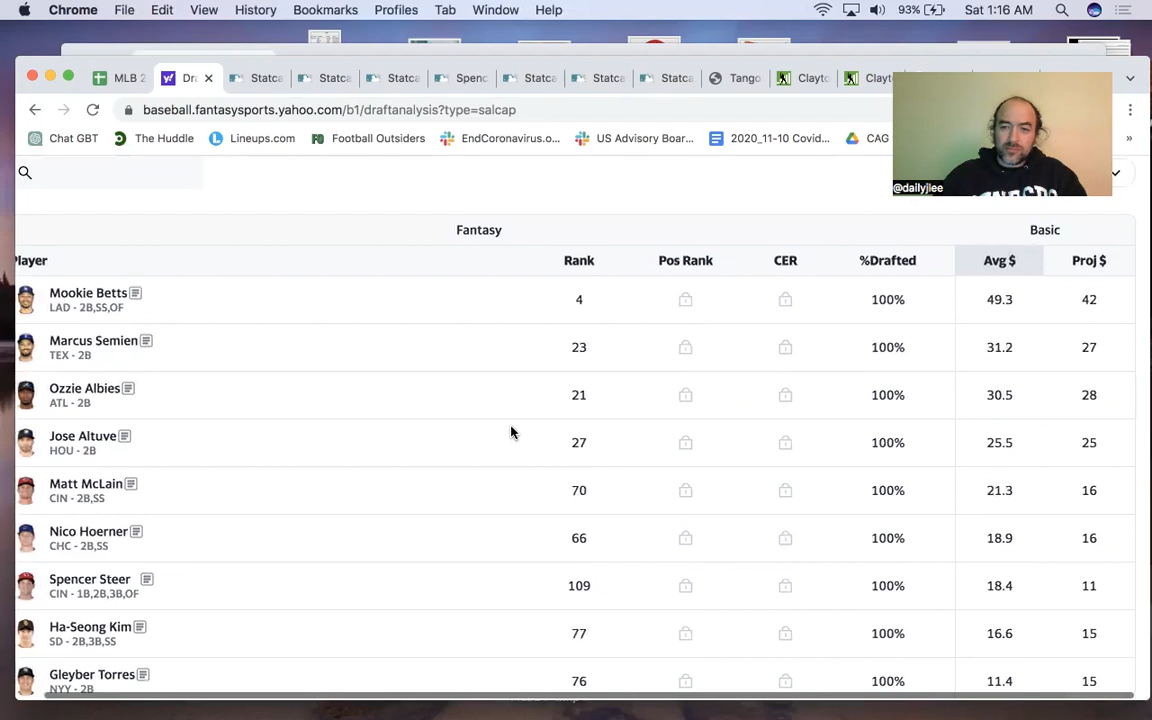 Chrome File Edit View History Bookmarks Profiles Tab Window Help 93% Sat 1:16 AM
MLB 2 Dra Statca Statca Statca Spenc Statca Statca Statca Tango Clayto Clayto
baseball.fantasysports.yahoo.com/b1/draftanalysis?type=salcap
Chat GBT The Huddle Lineups.com Football Outsiders EndCoronavirus.o... US Advisory Boar... 2020_11-10 Covid... CAG »
@dailyjlee
Fantasy Basic
Player Rank Pos Rank CER %Drafted Avg $ Proj $
Mookie Betts 4 100% 49.3 42
LAD - 2B,SS,OF
Marcus Semien 23 100% 31.2 27
TEX - 2B
Ozzie Albies 21 100% 30.5 28
ATL - 2B
Jose Altuve 27 100% 25.5 25
HOU - 2B
Matt McLain 70 100% 21.3 16
CIN - 2B,SS
Nico Hoerner 66 100% 18.9 16
CHC - 2B,SS
Spencer Steer 109 100% 18.4 11
CIN - 1B,2B,3B,OF
Ha-Seong Kim 77 100% 16.6 15
SD - 2B,3B,SS
Gleyber Torres 76 100% 11.4 15
NYY - 2B